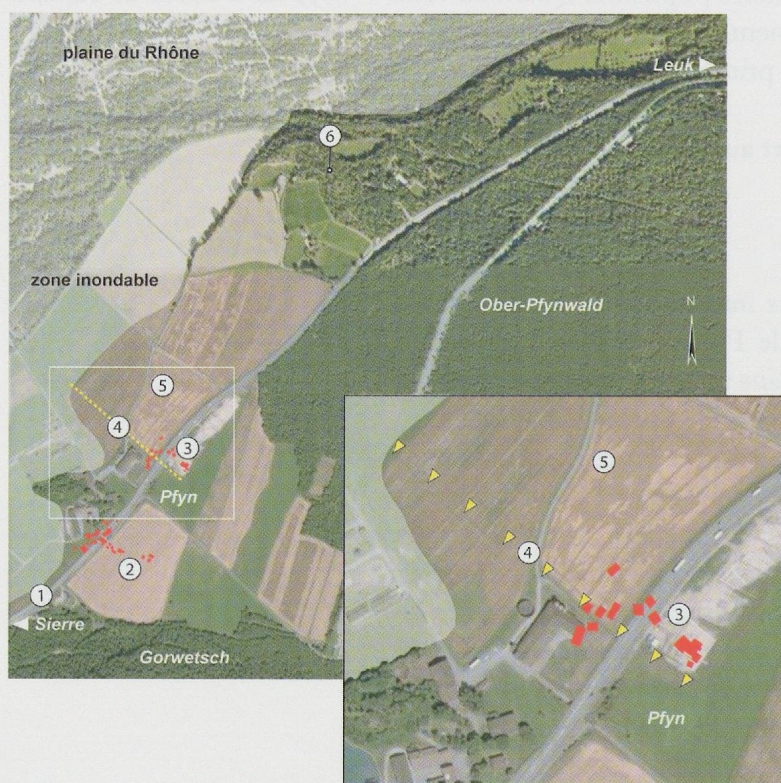 plaine du Rhône
Leuk
6
zone inondable
Ober-Pfynwald
N
5
4
3
Pfyn
2
1
Sierre
Gorwetsch
5
4
3
Pfyn